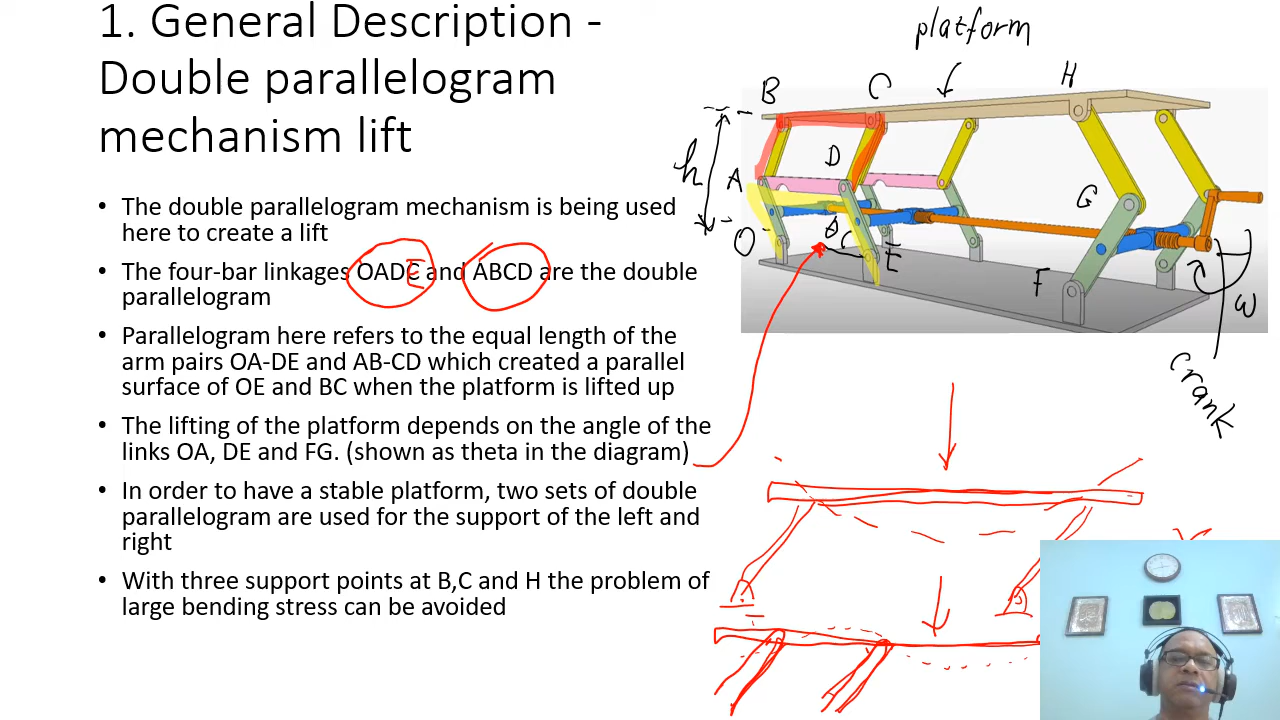 1. General Description -
Double parallelogram
mechanism lift
• The double parallelogram mechanism is being used
here to create a lift
• The four-bar linkages OADE and ABCD are the double
parallelogram
• Parallelogram here refers to the equal length of the
arm pairs OA-DE and AB-CD which created a parallel
surface of OE and BC when the platform is lifted up
• The lifting of the platform depends on the angle of the
links OA, DE and FG. (shown as theta in the diagram)
• In order to have a stable platform, two sets of double
parallelogram are used for the support of the left and
right
• With three support points at B,C and H the problem of
large bending stress can be avoided
platform
B
C
H
h
A
D
G
O
θ
E
F
ω
crank